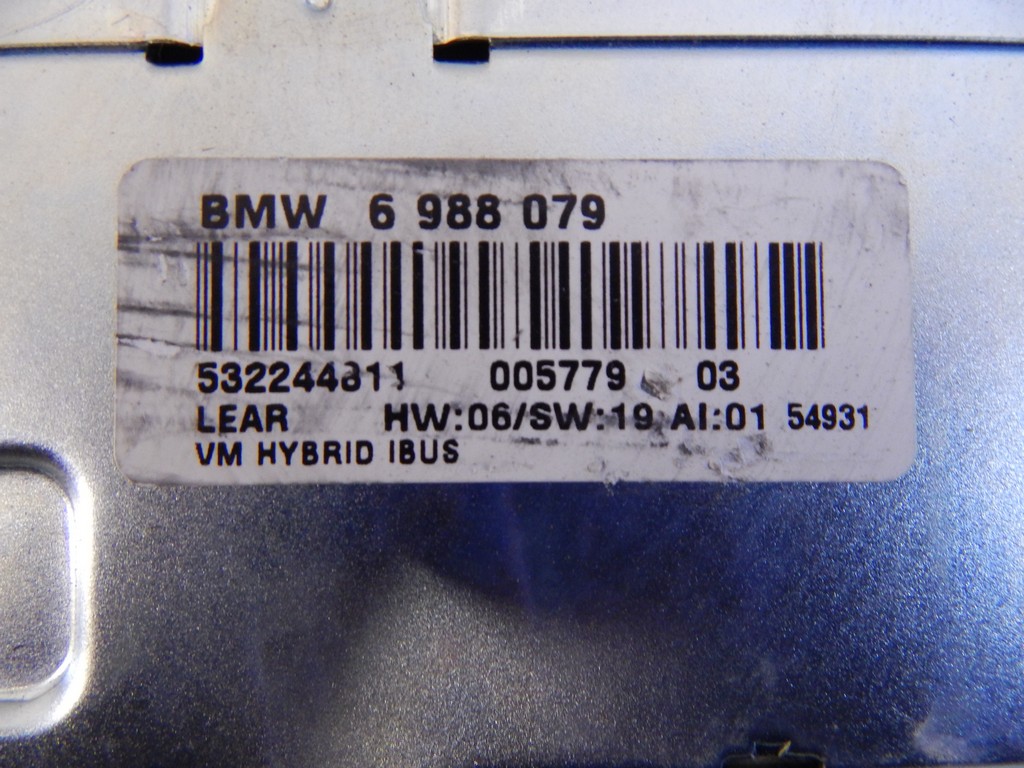 BMW 6 988 079
532244811 005779 03
LEAR HW:06/SW:19 AI:01 54931
VM HYBRID IBUS